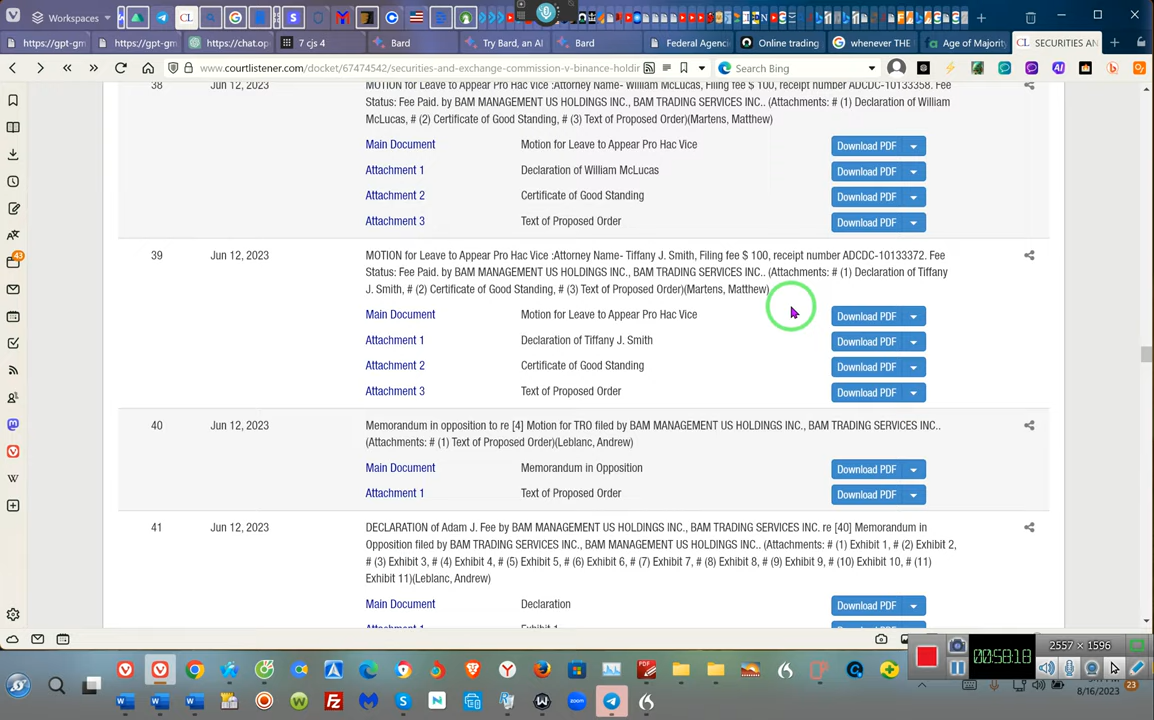 Workspaces
https://gpt-gm
https://gpt-gm
https://chat.op
7 cjs 4
Bard
Try Bard, an AI
Bard
Federal Agenc
Online trading
whenever THE
Age of Majorit
SECURITIES AN
www.courtlistener.com/docket/67474542/securities-and-exchange-commission-v-binance-holdir
Search Bing
38 Jun 12, 2023 MOTION for Leave to Appear Pro Hac Vice :Attorney Name- William McLucas, Filing fee $ 100, receipt number ADCDC-10133358. Fee
Status: Fee Paid. by BAM MANAGEMENT US HOLDINGS INC., BAM TRADING SERVICES INC.. (Attachments: # (1) Declaration of William
McLucas, # (2) Certificate of Good Standing, # (3) Text of Proposed Order)(Martens, Matthew)
Main Document Motion for Leave to Appear Pro Hac Vice Download PDF
Attachment 1 Declaration of William McLucas Download PDF
Attachment 2 Certificate of Good Standing Download PDF
Attachment 3 Text of Proposed Order Download PDF
39 Jun 12, 2023 MOTION for Leave to Appear Pro Hac Vice :Attorney Name- Tiffany J. Smith, Filing fee $ 100, receipt number ADCDC-10133372. Fee
Status: Fee Paid. by BAM MANAGEMENT US HOLDINGS INC., BAM TRADING SERVICES INC.. (Attachments: # (1) Declaration of Tiffany
J. Smith, # (2) Certificate of Good Standing, # (3) Text of Proposed Order)(Martens, Matthew)
Main Document Motion for Leave to Appear Pro Hac Vice Download PDF
Attachment 1 Declaration of Tiffany J. Smith Download PDF
Attachment 2 Certificate of Good Standing Download PDF
Attachment 3 Text of Proposed Order Download PDF
40 Jun 12, 2023 Memorandum in opposition to re [4] Motion for TRO filed by BAM MANAGEMENT US HOLDINGS INC., BAM TRADING SERVICES INC..
(Attachments: # (1) Text of Proposed Order)(Leblanc, Andrew)
Main Document Memorandum in Opposition Download PDF
Attachment 1 Text of Proposed Order Download PDF
41 Jun 12, 2023 DECLARATION of Adam J. Fee by BAM MANAGEMENT US HOLDINGS INC., BAM TRADING SERVICES INC. re [40] Memorandum in
Opposition filed by BAM TRADING SERVICES INC., BAM MANAGEMENT US HOLDINGS INC.. (Attachments: # (1) Exhibit 1, # (2) Exhibit 2,
# (3) Exhibit 3, # (4) Exhibit 4, # (5) Exhibit 5, # (6) Exhibit 6, # (7) Exhibit 7, # (8) Exhibit 8, # (9) Exhibit 9, # (10) Exhibit 10, # (11)
Exhibit 11)(Leblanc, Andrew)
Main Document Declaration Download PDF
2557 × 1596
00:58:18
8/16/2023